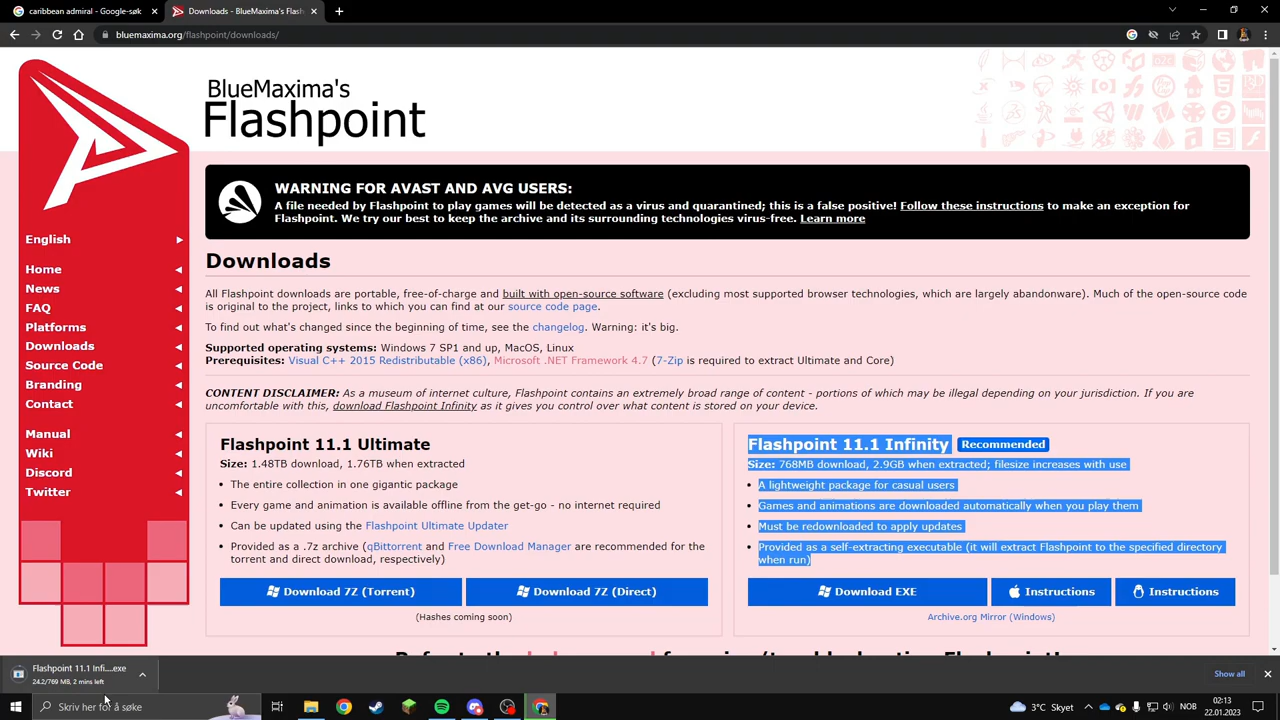 caribbean admiral - Google-søk
Downloads - BlueMaxima's Flash
bluemaxima.org/flashpoint/downloads/
BlueMaxima's
Flashpoint
WARNING FOR AVAST AND AVG USERS:
A file needed by Flashpoint to play games will be detected as a virus and quarantined; this is a false positive! Follow these instructions to make an exception for
Flashpoint. We try our best to keep the archive and its surrounding technologies virus-free. Learn more
English
Home
News
FAQ
Platforms
Downloads
Source Code
Branding
Contact
Manual
Wiki
Discord
Twitter
Downloads
All Flashpoint downloads are portable, free-of-charge and built with open-source software (excluding most supported browser technologies, which are largely abandonware). Much of the open-source code
is original to the project, links to which you can find at our source code page.
To find out what's changed since the beginning of time, see the changelog. Warning: it's big.
Supported operating systems: Windows 7 SP1 and up, MacOS, Linux
Prerequisites: Visual C++ 2015 Redistributable (x86), Microsoft .NET Framework 4.7 (7-Zip is required to extract Ultimate and Core)
CONTENT DISCLAIMER: As a museum of internet culture, Flashpoint contains an extremely broad range of content - portions of which may be illegal depending on your jurisdiction. If you are
uncomfortable with this, download Flashpoint Infinity as it gives you control over what content is stored on your device.
Flashpoint 11.1 Ultimate
Size: 1.48TB download, 1.76TB when extracted
• The entire collection in one gigantic package
• Every game and animation is available offline from the get-go - no internet required
• Can be updated using the Flashpoint Ultimate Updater
• Provided as a .7z archive (qBittorrent and Free Download Manager are recommended for the
torrent and direct download, respectively)
Download 7Z (Torrent)
Download 7Z (Direct)
(Hashes coming soon)
Flashpoint 11.1 Infinity Recommended
Size: 768MB download, 2.9GB when extracted; filesize increases with use
• A lightweight package for casual users
• Games and animations are downloaded automatically when you play them
• Must be redownloaded to apply updates
• Provided as a self-extracting executable (it will extract Flashpoint to the specified directory
when run)
Download EXE
Instructions
Instructions
Archive.org Mirror (Windows)
Flashpoint 11.1 Infi....exe
24.2/769 MB, 2 mins left
Show all
Skriv her for å søke
3°C Skyet
NOB
02:13
22.01.2023